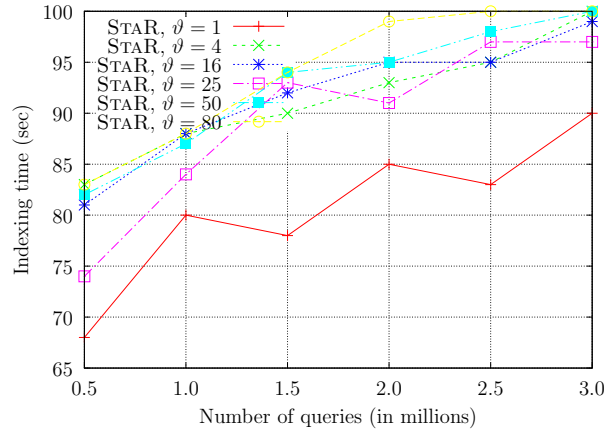 100
95
90
85
80
75
70
65
0.5
1.0
1.5
2.0
2.5
3.0
Indexing time (sec)
Number of queries (in millions)
STAR, ϑ = 1
STAR, ϑ = 4
STAR, ϑ = 16
STAR, ϑ = 25
STAR, ϑ = 50
STAR, ϑ = 80